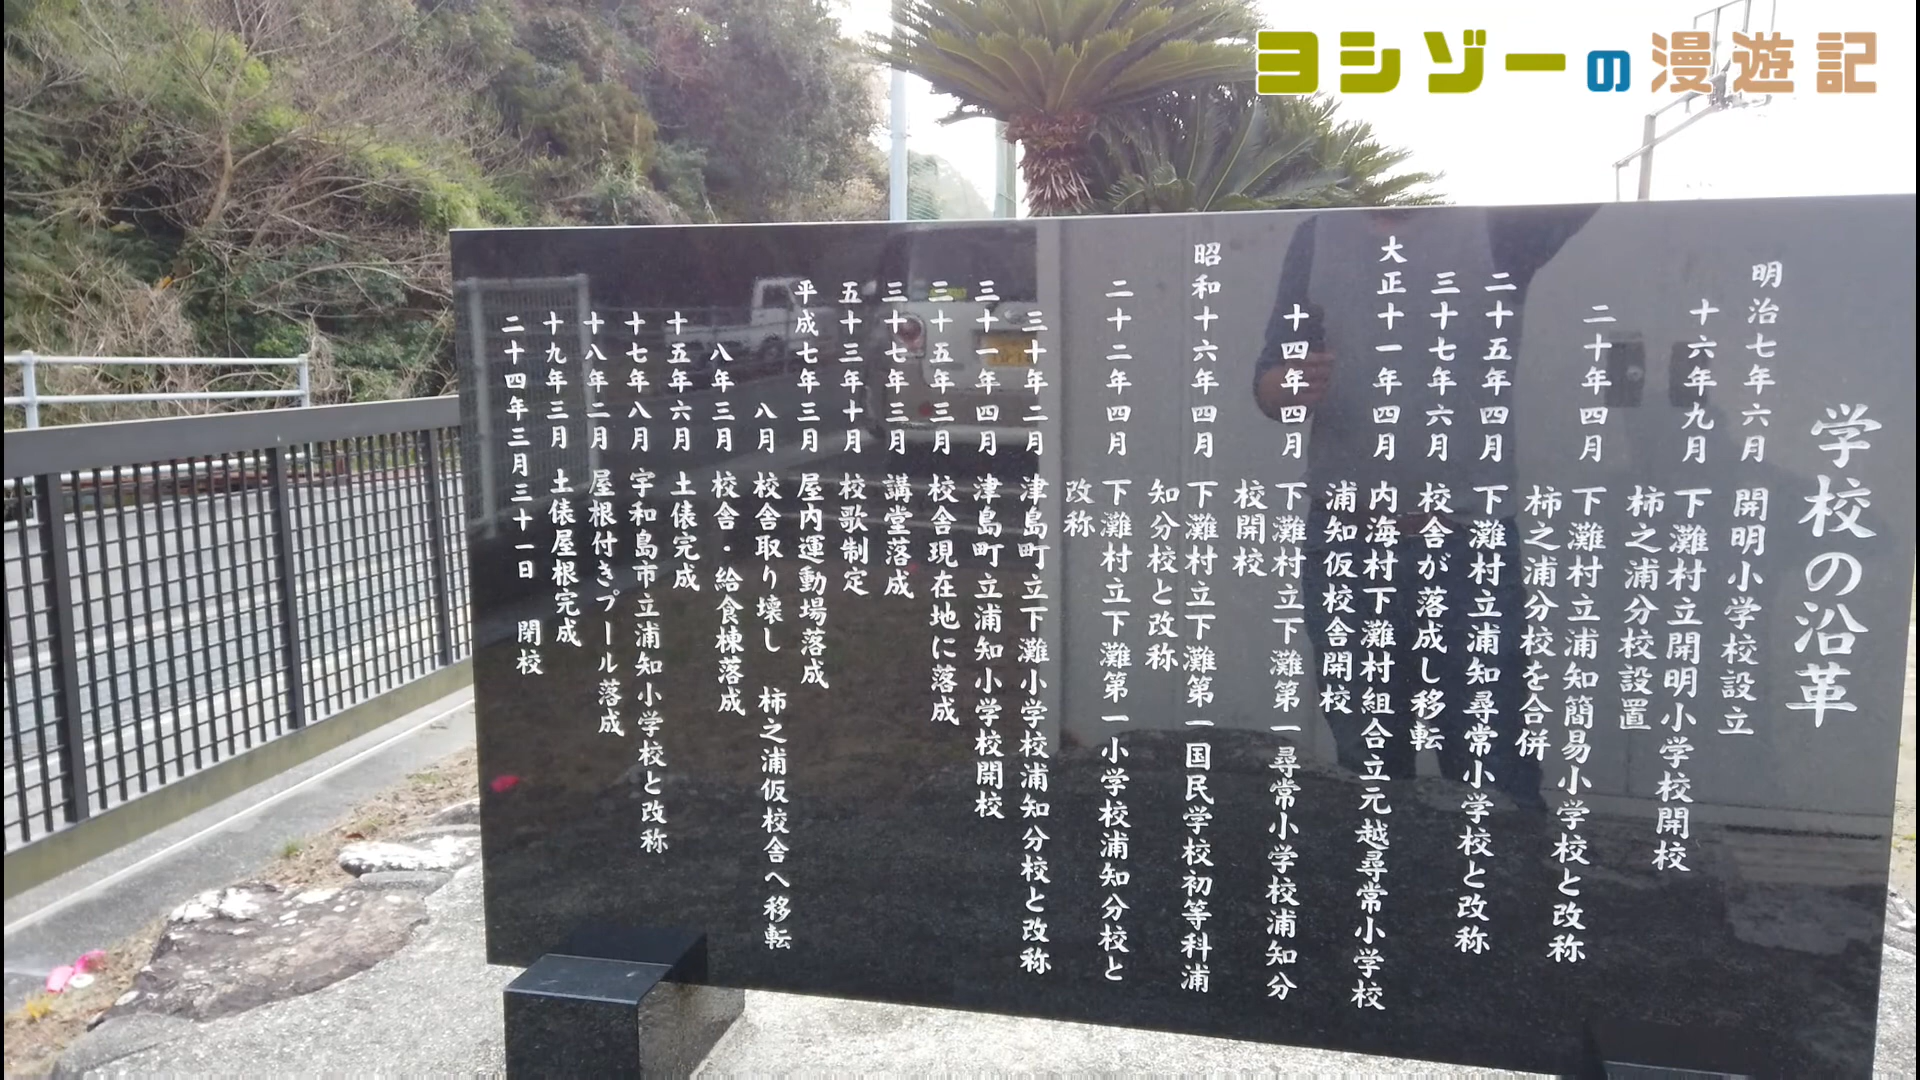 ヨシゾーの漫遊記
学校の沿革
明治七年六月 開明小学校設立
十六年九月 下灘村立開明小学校開校
柿之浦分校設置
二十年四月 下灘村立浦知簡易小学校と改称
柿之浦分校を合併
二十五年四月 下灘村立浦知尋常小学校と改称
三十七年六月 校舎が落成し移転
大正十一年四月 内海村下灘村組合立元越尋常小学校
浦知仮校舎開校
十四年四月 下灘村立下灘第一尋常小学校浦知分
校開校
昭和十六年四月 下灘村立下灘第一国民学校初等科浦
知分校と改称
二十二年四月 下灘村立下灘第一小学校浦知分校と
改称
三十年二月 津島町立下灘小学校浦知分校と改称
三十一年四月 津島町立浦知小学校開校
三十五年三月 校舎現在地に落成
三十七年三月 講堂落成
五十三年十月 校歌制定
平成七年三月 屋内運動場落成
八月 校舎取り壊し 柿之浦仮校舎へ移転
八年三月 校舎・給食棟落成
十五年六月 土俵完成
十七年八月 宇和島市立浦知小学校と改称
十八年二月 屋根付きプール落成
十九年三月 土俵屋根完成
二十四年三月三十一日 閉校